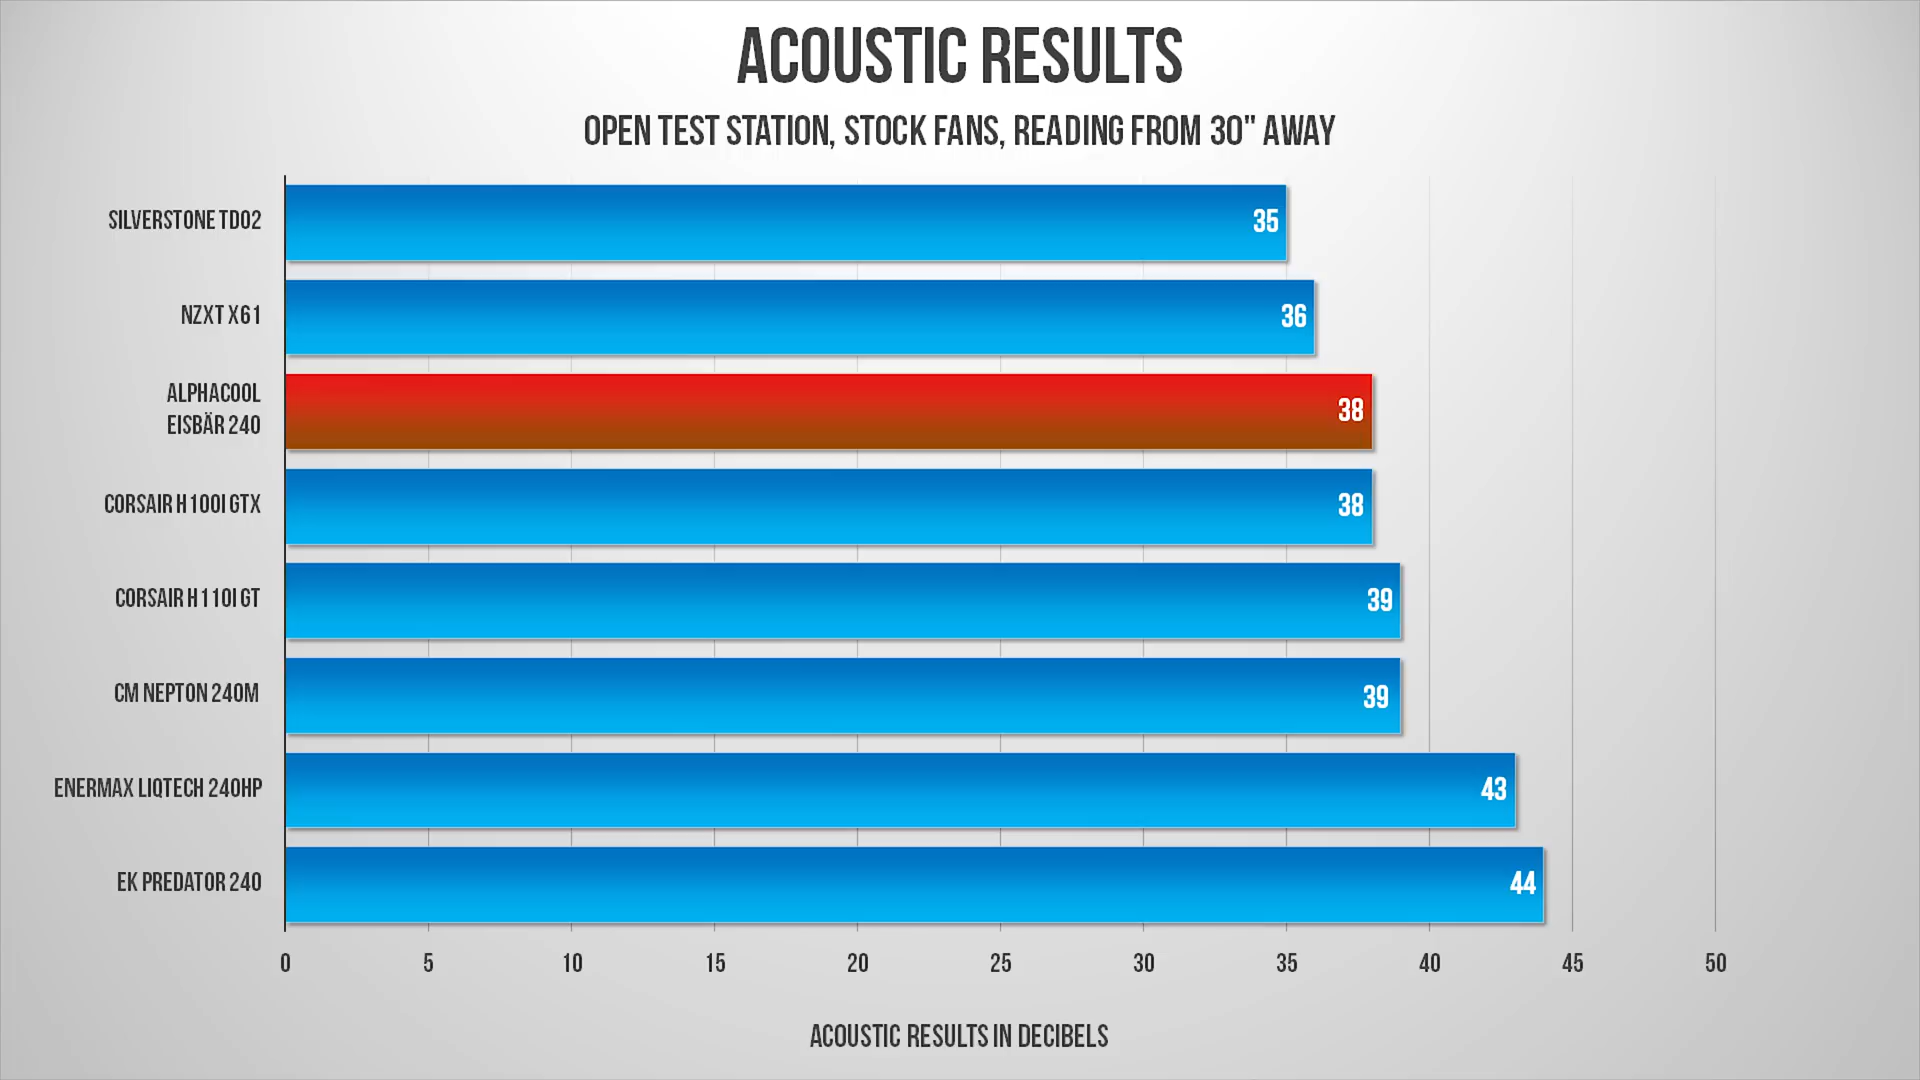 ACOUSTIC RESULTS
OPEN TEST STATION, STOCK FANS, READING FROM 30" AWAY
SILVERSTONE TD02 35
NZXT X61 36
ALPHACOOL
EISBÄR 240 38
CORSAIR H100I GTX 38
CORSAIR H110I GT 39
CM NEPTON 240M 39
ENERMAX LIQTECH 240HP 43
EK PREDATOR 240 44
0 5 10 15 20 25 30 35 40 45 50
ACOUSTIC RESULTS IN DECIBELS